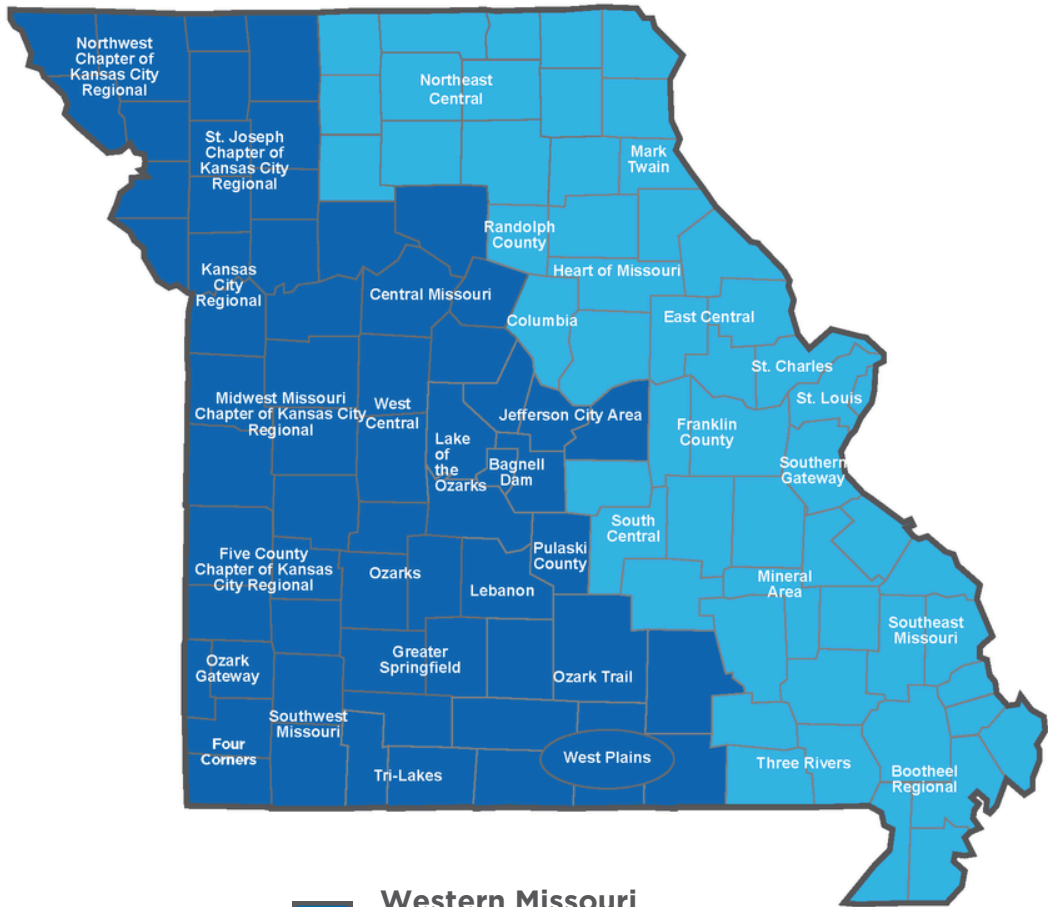 Northwest
Chapter of
Kansas City
Regional
Northeast
Central
St. Joseph
Chapter of
Kansas City
Regional
Mark
Twain
Randolph
County
Kansas
City
Regional
Heart of Missouri
Central Missouri
Columbia
East Central
St. Charles
Midwest Missouri
Chapter of Kansas City
Regional
West
Central
St. Louis
Jefferson City Area
Franklin
County
Lake
of
the
Ozarks
Bagnell
Dam
Southern
Gateway
South
Central
Five County
Chapter of Kansas
City Regional
Pulaski
County
Ozarks
Lebanon
Mineral
Area
Southeast
Missouri
Greater
Springfield
Ozark
Gateway
Ozark Trail
Southwest
Missouri
Four
Corners
West Plains
Tri-Lakes
Three Rivers
Bootheel
Regional
Western Missouri